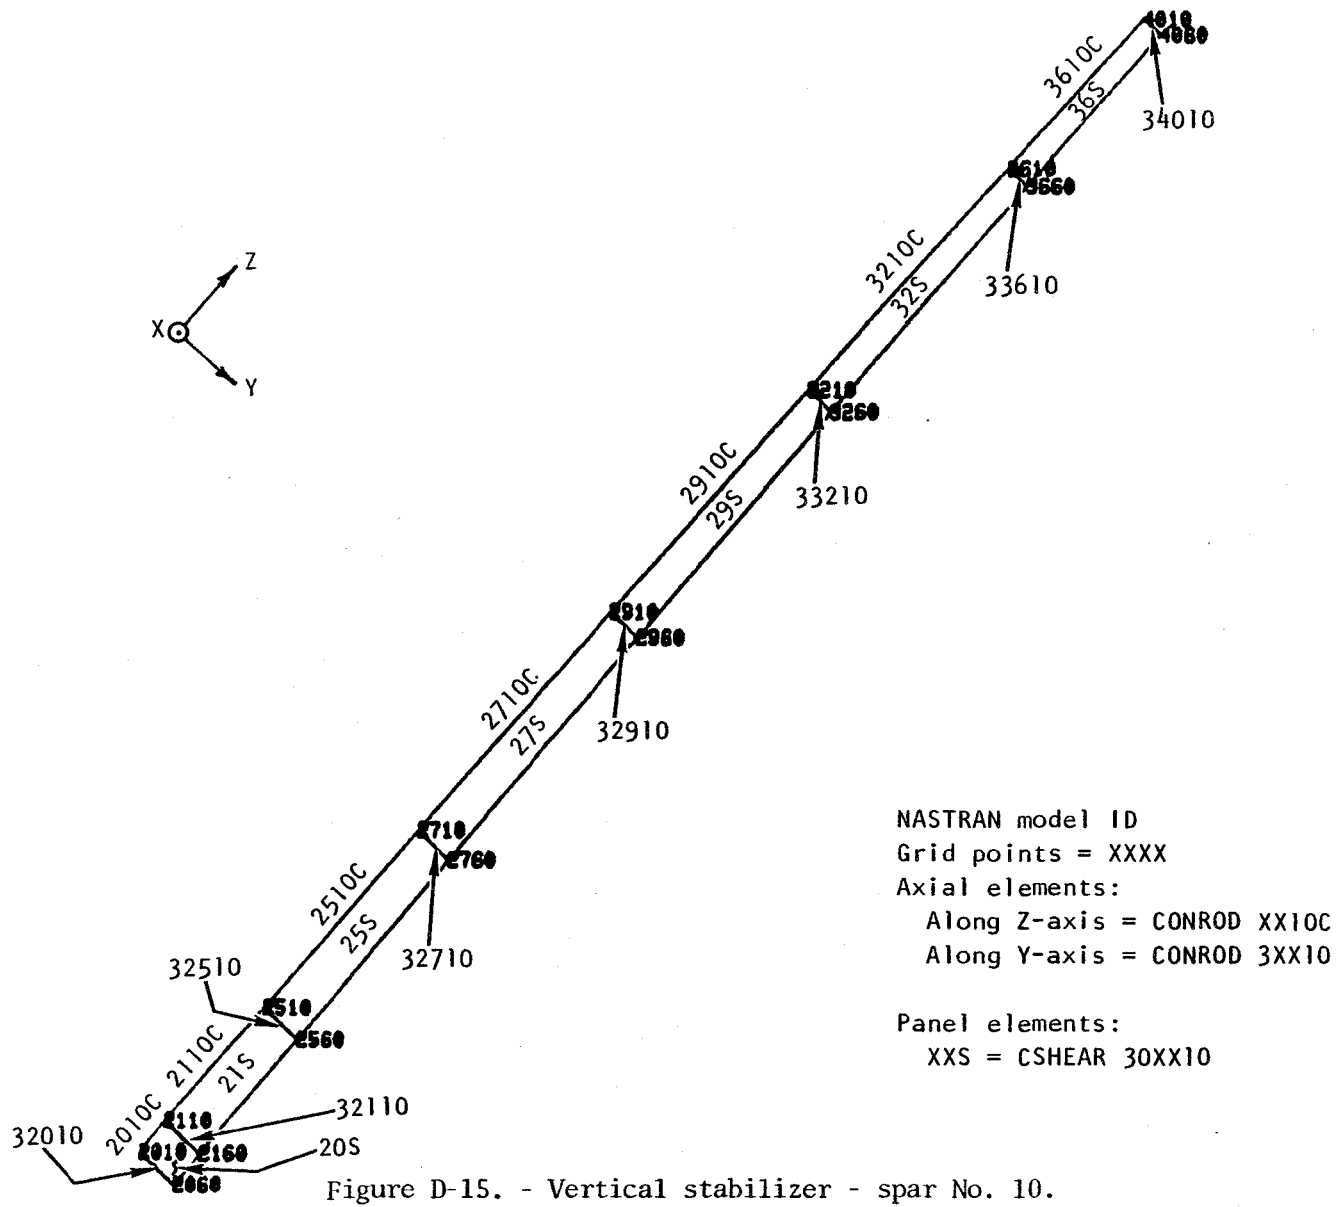 4010
4060
3610C
36S
34010
3610
3660
3210C
32S
33610
Z
X
Y
3210
3260
2910C
29S
33210
2910
2960
2710C
27S
32910
2710
2760
2510C
25S
32710
32510
2510
2560
2110C
21S
2010C
2110
32110
32010
2010
2160
20S
2060
NASTRAN model ID
Grid points = XXXX
Axial elements:
Along Z-axis = CONROD XX10C
Along Y-axis = CONROD 3XX10
Panel elements:
XXS = CSHEAR 30XX10
Figure D-15. - Vertical stabilizer - spar No. 10.